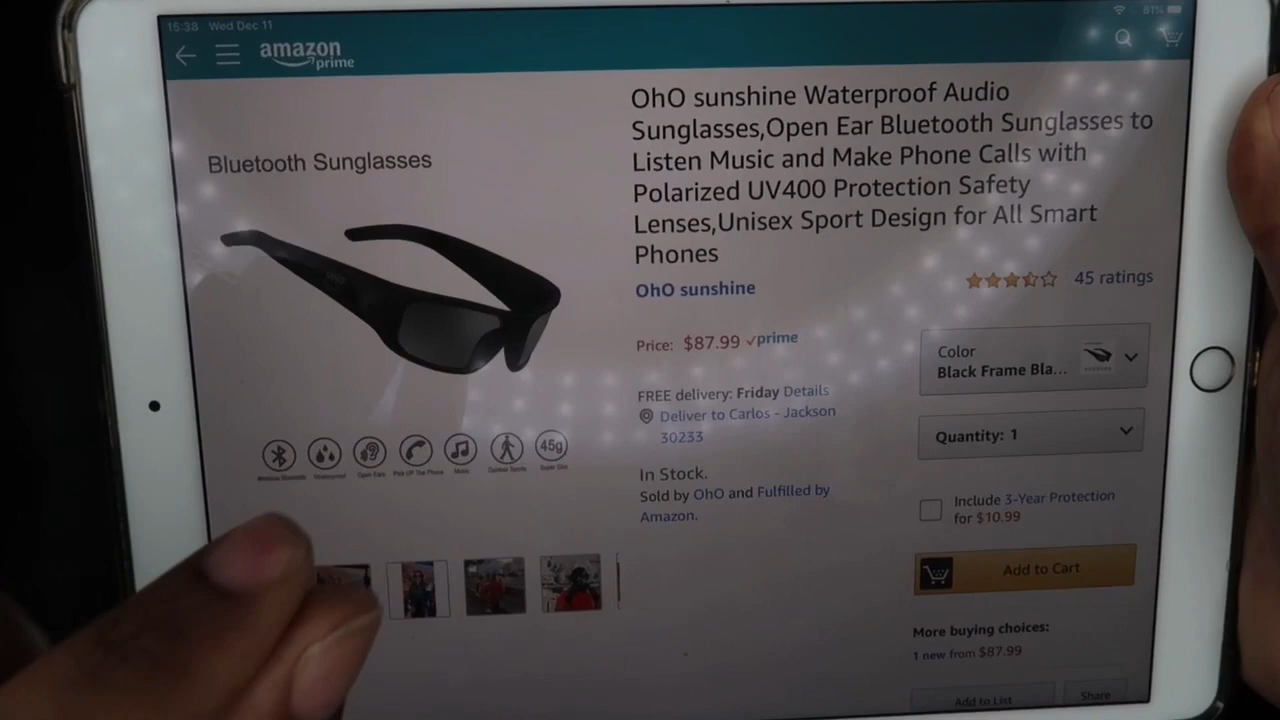 15:38 Wed Dec 11
81%
amazon
prime
Bluetooth Sunglasses
45g
OhO sunshine Waterproof Audio
Sunglasses,Open Ear Bluetooth Sunglasses to
Listen Music and Make Phone Calls with
Polarized UV400 Protection Safety
Lenses,Unisex Sport Design for All Smart
Phones
OhO sunshine
45 ratings
Price: $87.99 prime
FREE delivery: Friday Details
Deliver to Carlos - Jackson
30233
In Stock.
Sold by OhO and Fulfilled by
Amazon.
Color
Black Frame Bla...
Quantity: 1
Include 3-Year Protection
for $10.99
Add to Cart
More buying choices:
1 new from $87.99
Add to List
Share